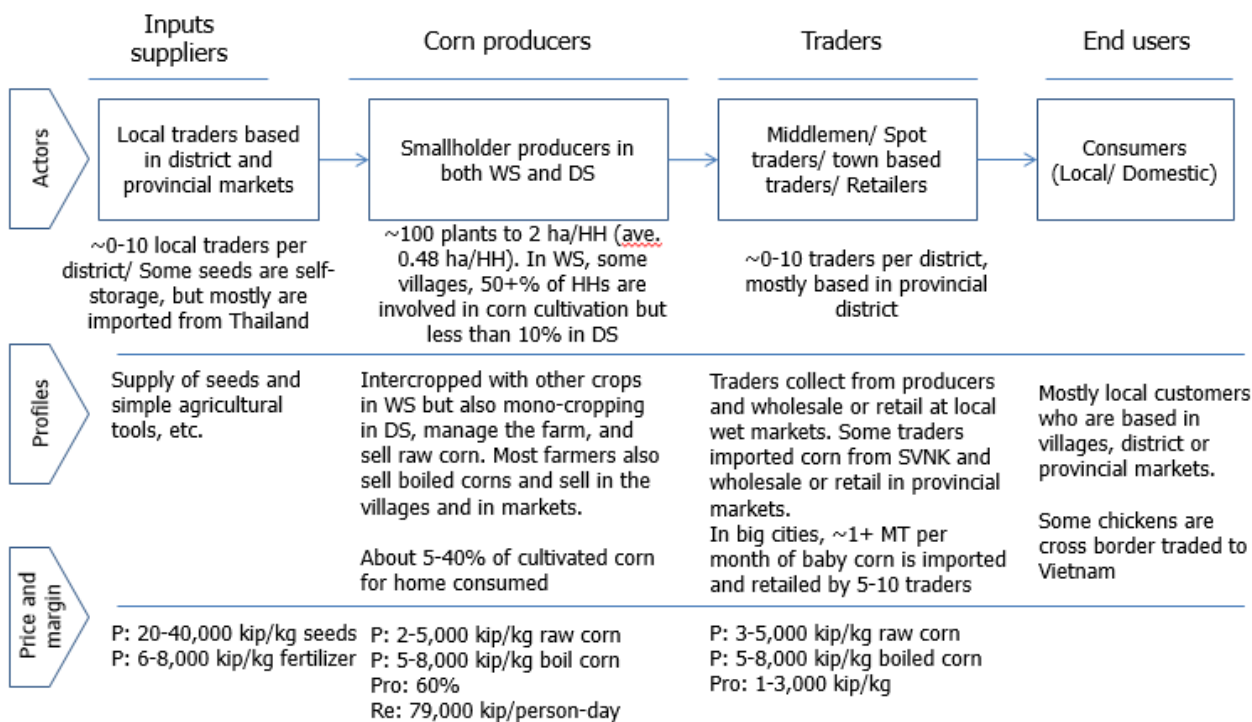 Inputs
suppliers
Corn producers
Traders
End users
Actors
Local traders based
in district and
provincial markets
Smallholder producers in
both WS and DS
Middlemen/ Spot
traders/ town based
traders/ Retailers
Consumers
(Local/ Domestic)
~0-10 local traders per
district/ Some seeds are self-
storage, but mostly are
imported from Thailand
~100 plants to 2 ha/HH (ave.
0.48 ha/HH). In WS, some
villages, 50+% of HHs are
involved in corn cultivation but
less than 10% in DS
~0-10 traders per district,
mostly based in provincial
district
Profiles
Supply of seeds and
simple agricultural
tools, etc.
Intercropped with other crops
in WS but also mono-cropping
in DS, manage the farm, and
sell raw corn. Most farmers also
sell boiled corns and sell in the
villages and in markets.
About 5-40% of cultivated corn
for home consumed
Traders collect from producers
and wholesale or retail at local
wet markets. Some traders
imported corn from SVNK and
wholesale or retail in provincial
markets.
In big cities, ~1+ MT per
month of baby corn is imported
and retailed by 5-10 traders
Mostly local customers
who are based in
villages, district or
provincial markets.
Some chickens are
cross border traded to
Vietnam
Price and
margin
P: 20-40,000 kip/kg seeds
P: 6-8,000 kip/kg fertilizer
P: 2-5,000 kip/kg raw corn
P: 5-8,000 kip/kg boil corn
Pro: 60%
Re: 79,000 kip/person-day
P: 3-5,000 kip/kg raw corn
P: 5-8,000 kip/kg boiled corn
Pro: 1-3,000 kip/kg